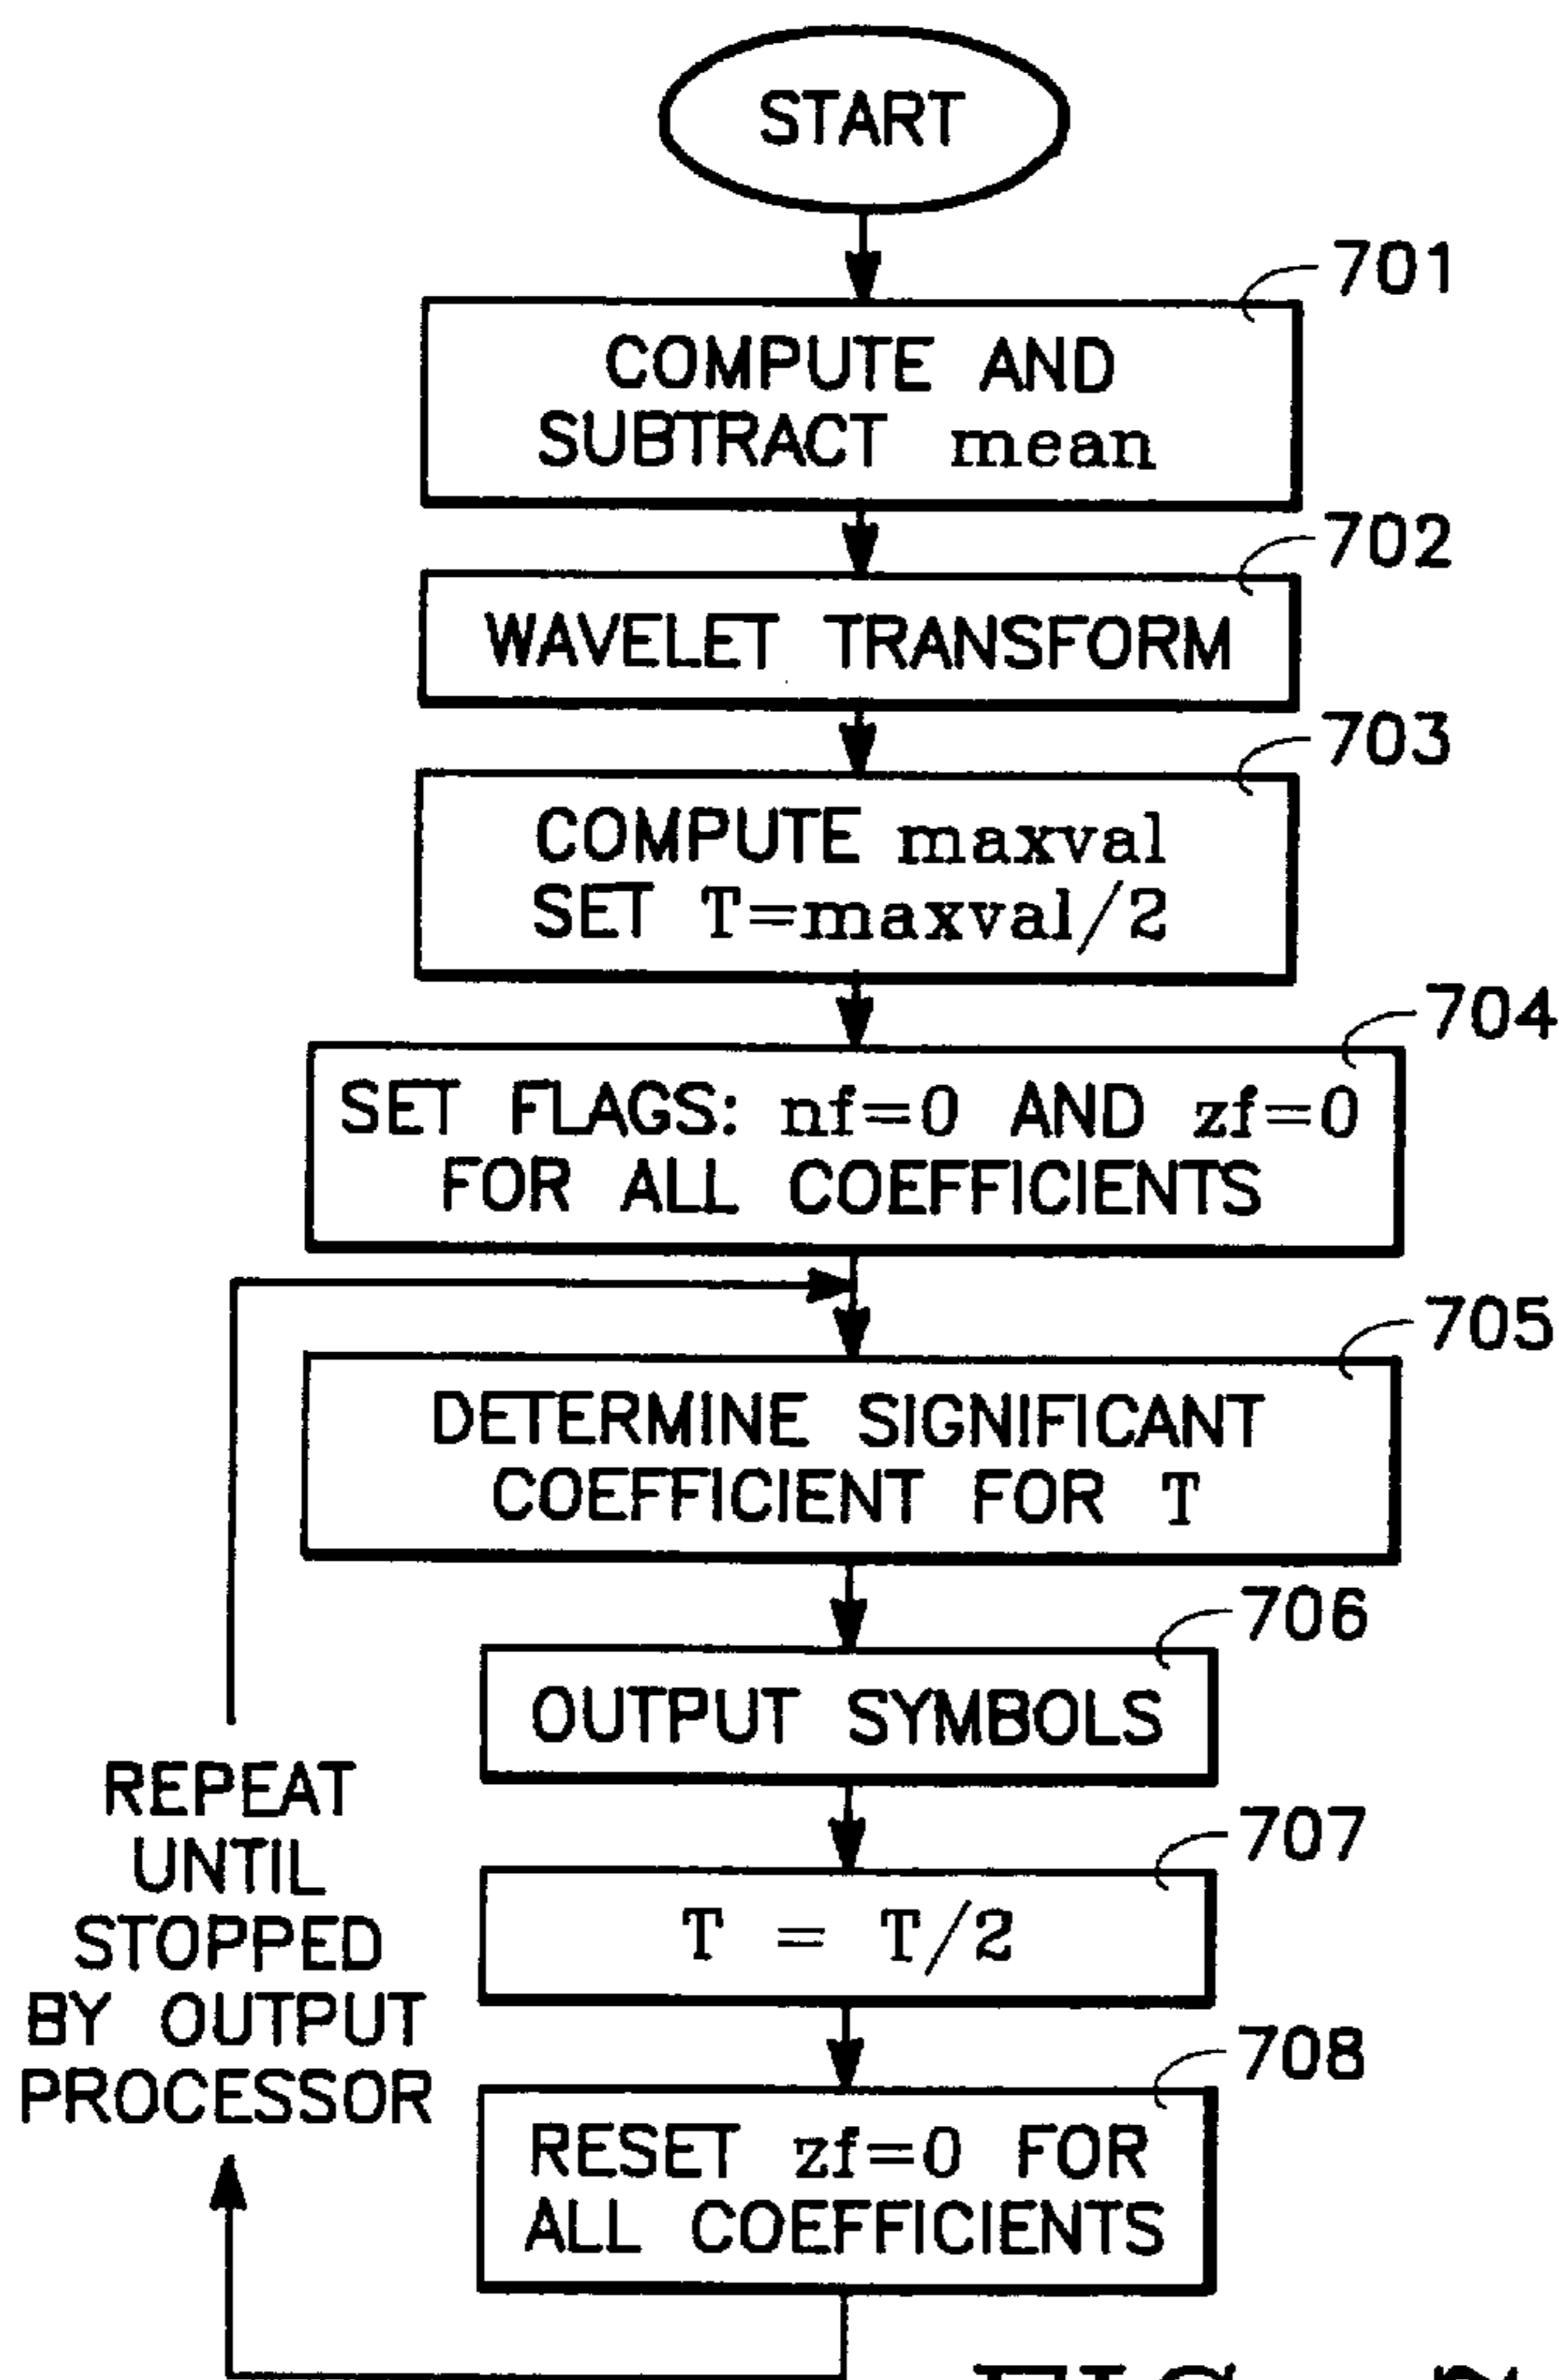 START
701
COMPUTE AND
SUBTRACT mean
702
WAVELET TRANSFORM
703
COMPUTE maxval
SET T=maxval/2
704
SET FLAGS: nf=0 AND zf=0
FOR ALL COEFFICIENTS
705
DETERMINE SIGNIFICANT
COEFFICIENT FOR T
706
OUTPUT SYMBOLS
707
T = T/2
708
RESET zf=0 FOR
ALL COEFFICIENTS
REPEAT
UNTIL
STOPPED
BY OUTPUT
PROCESSOR